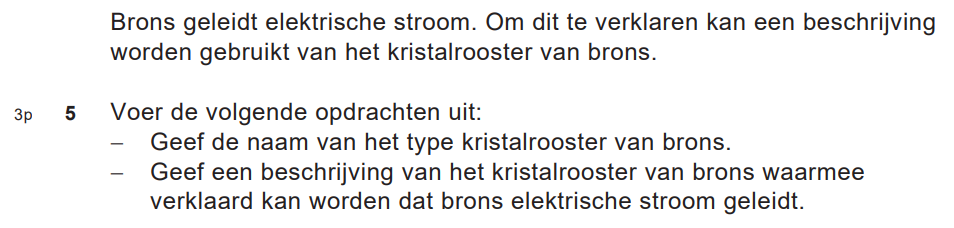 Brons geleidt elektrische stroom. Om dit te verklaren kan een beschrijving
worden gebruikt van het kristalrooster van brons.
3p 5 Voer de volgende opdrachten uit:
– Geef de naam van het type kristalrooster van brons.
– Geef een beschrijving van het kristalrooster van brons waarmee
verklaard kan worden dat brons elektrische stroom geleidt.